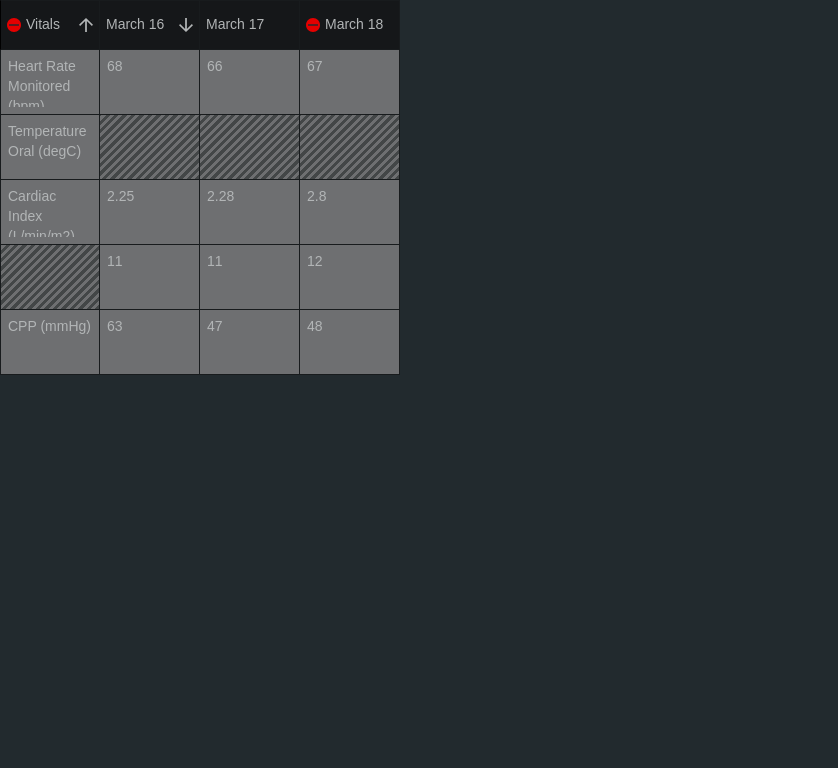 Vitals March 16 March 17 March 18
Heart Rate 68 66 67
Monitored
(bpm)
Temperature
Oral (degC)
Cardiac 2.25 2.28 2.8
Index
(L/min/m2)
11 11 12
CPP (mmHg) 63 47 48